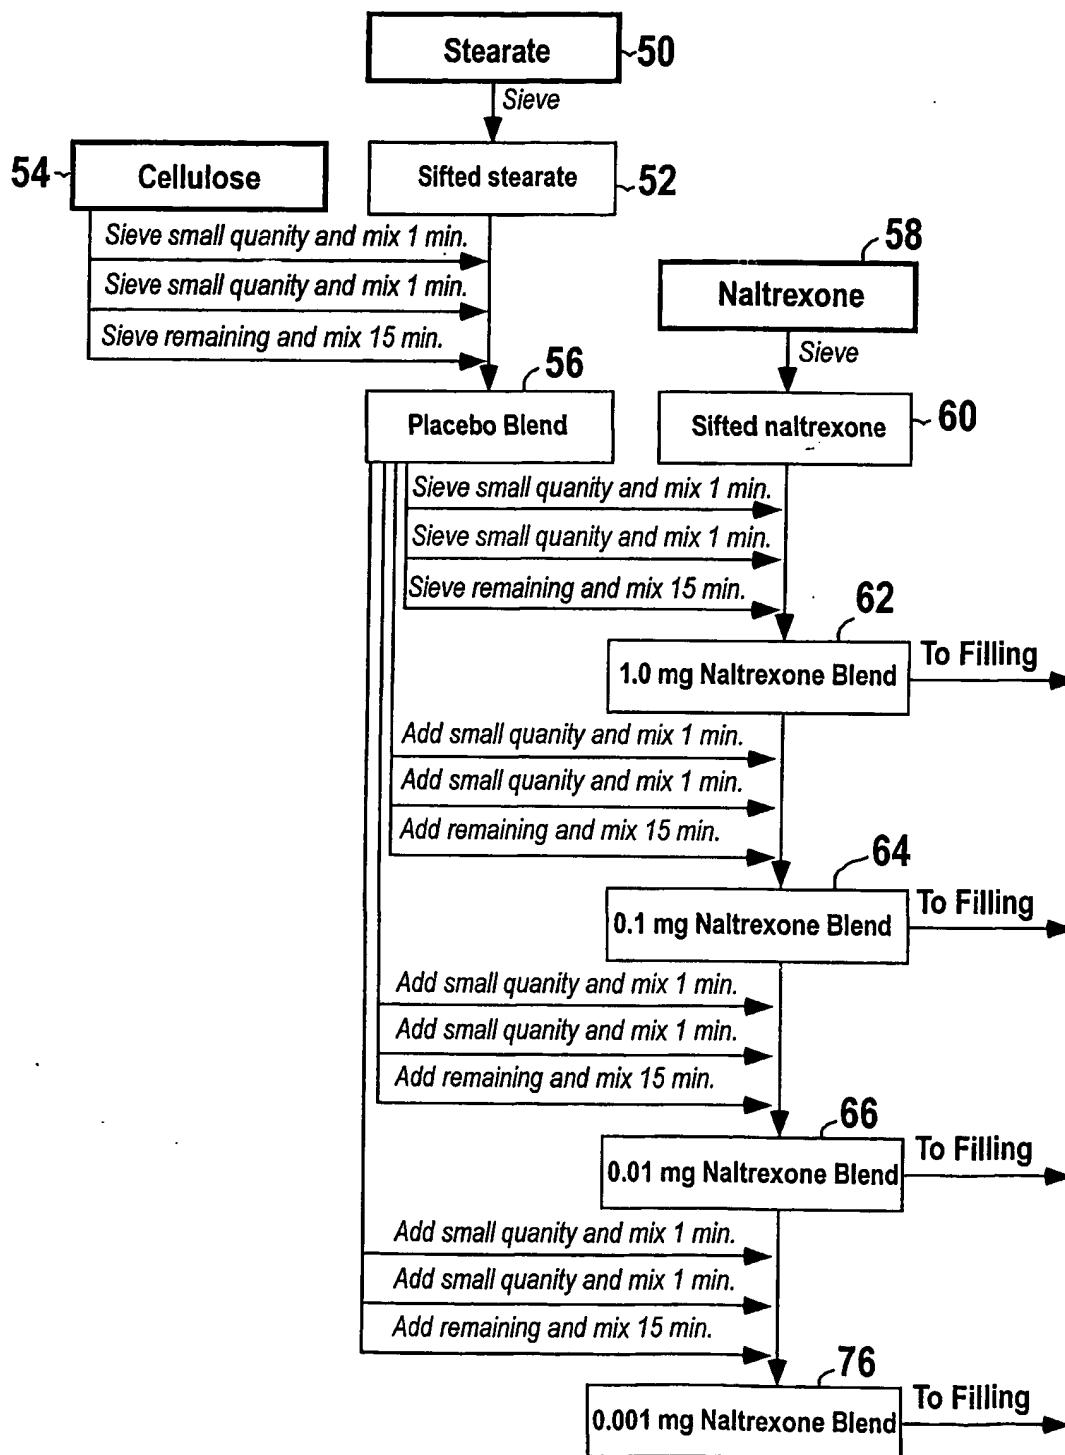 Stearate
50
Sieve
54
Cellulose
Sifted stearate
52
Sieve small quanity and mix 1 min.
Sieve small quanity and mix 1 min.
Sieve remaining and mix 15 min.
58
Naltrexone
Sieve
56
Placebo Blend
Sifted naltrexone
60
Sieve small quanity and mix 1 min.
Sieve small quanity and mix 1 min.
Sieve remaining and mix 15 min.
62
1.0 mg Naltrexone Blend
To Filling
Add small quanity and mix 1 min.
Add small quanity and mix 1 min.
Add remaining and mix 15 min.
64
0.1 mg Naltrexone Blend
To Filling
Add small quanity and mix 1 min.
Add small quanity and mix 1 min.
Add remaining and mix 15 min.
66
0.01 mg Naltrexone Blend
To Filling
Add small quanity and mix 1 min.
Add small quanity and mix 1 min.
Add remaining and mix 15 min.
76
0.001 mg Naltrexone Blend
To Filling